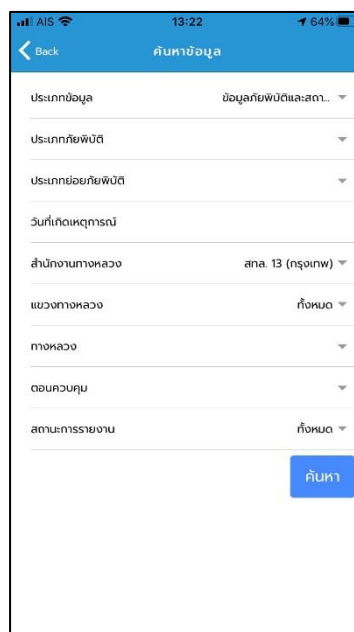 AIS 13:22 64%
Back ค้นหาข้อมูล
ประเภทข้อมูล ข้อมูลภัยพิบัติและสถา...
ประเภทภัยพิบัติ
ประเภทย่อยภัยพิบัติ
วันที่เกิดเหตุการณ์
สำนักงานทางหลวง สทล. 13 (กรุงเทพ)
แขวงทางหลวง ทั้งหมด
ทางหลวง
ตอนควบคุม
สถานะการรายงาน ทั้งหมด
ค้นหา